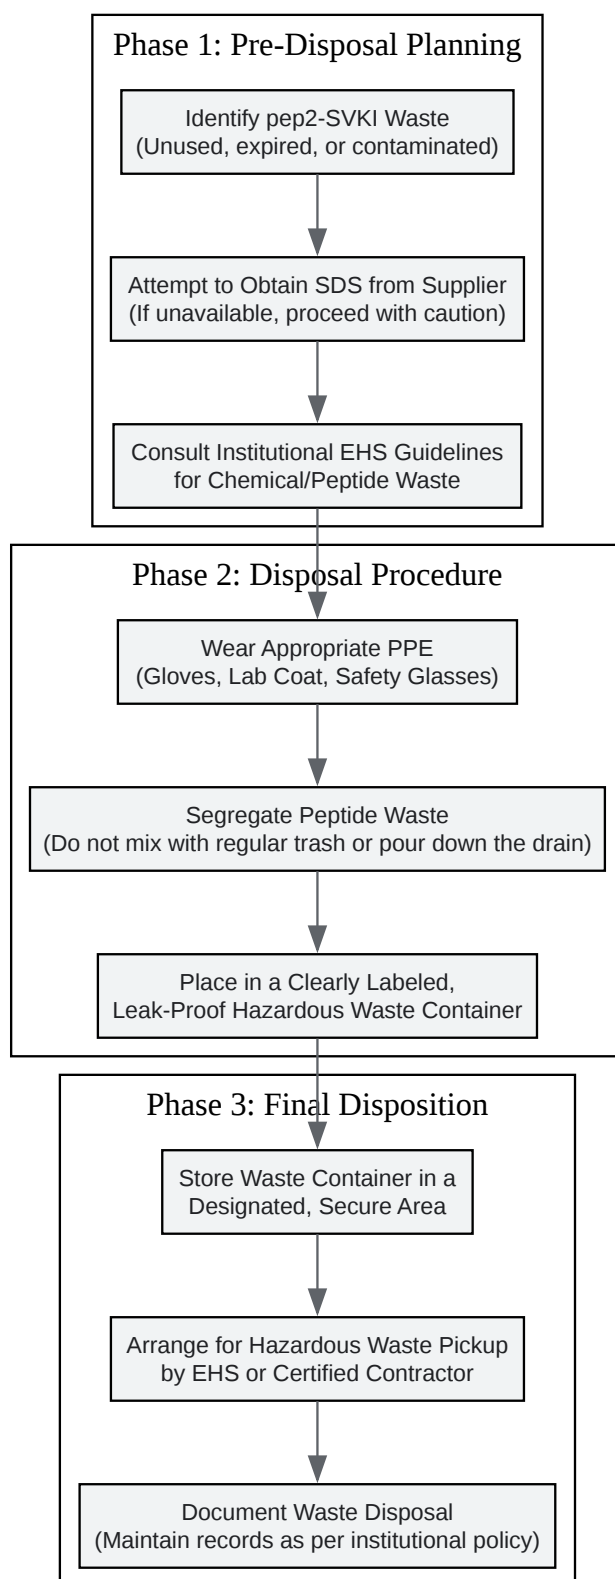 Phase 1: Pre-Disposal Planning
Identify pep2-SVKI Waste
(Unused, expired, or contaminated)
Attempt to Obtain SDS from Supplier
(If unavailable, proceed with caution)
Consult Institutional EHS Guidelines
for Chemical/Peptide Waste
Phase 2: Disposal Procedure
Wear Appropriate PPE
(Gloves, Lab Coat, Safety Glasses)
Segregate Peptide Waste
(Do not mix with regular trash or pour down the drain)
Place in a Clearly Labeled,
Leak-Proof Hazardous Waste Container
Phase 3: Final Disposition
Store Waste Container in a
Designated, Secure Area
Arrange for Hazardous Waste Pickup
by EHS or Certified Contractor
Document Waste Disposal
(Maintain records as per institutional policy)